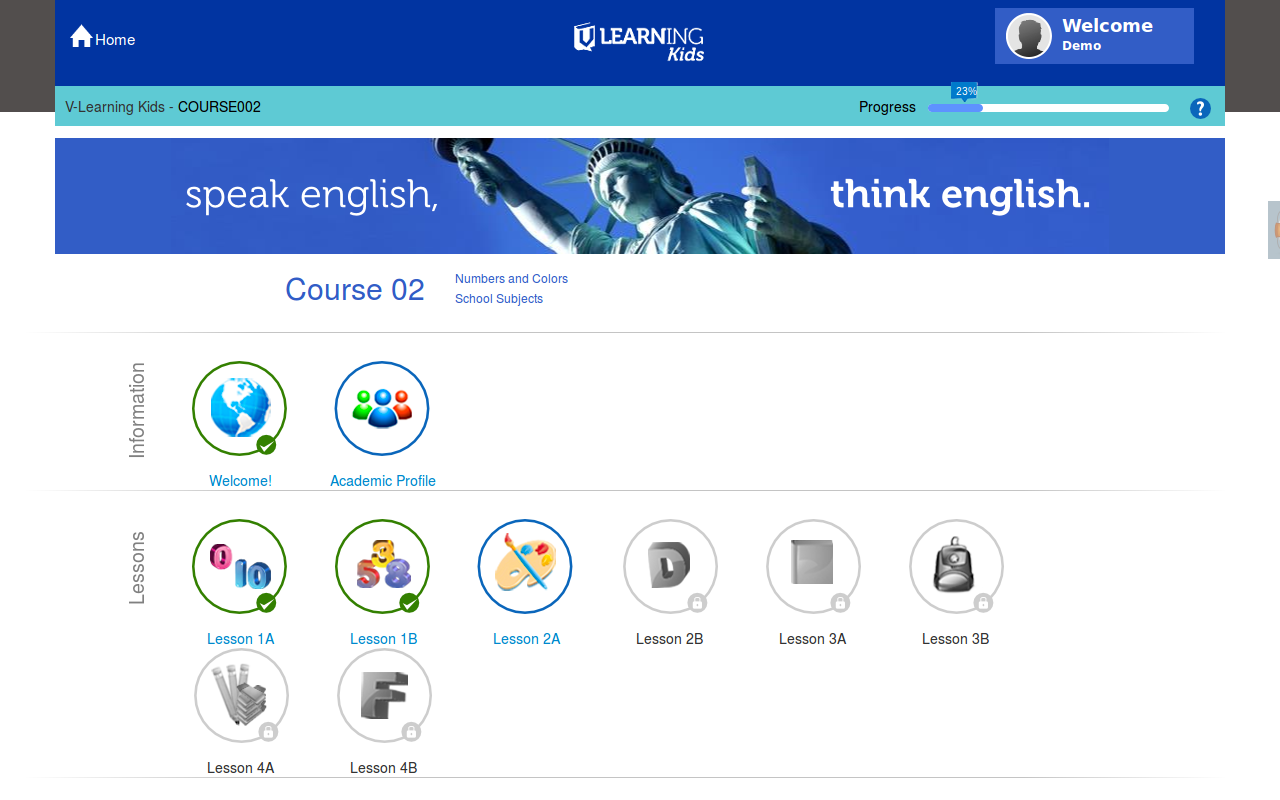 Home
LEARNING
Kids
Welcome
Demo
V-Learning Kids - COURSE002
Progress
23%
?
speak english,
think english.
Course 02
Numbers and Colors
School Subjects
Information
Welcome!
Academic Profile
Lessons
Lesson 1A
Lesson 1B
Lesson 2A
Lesson 2B
Lesson 3A
Lesson 3B
Lesson 4A
Lesson 4B